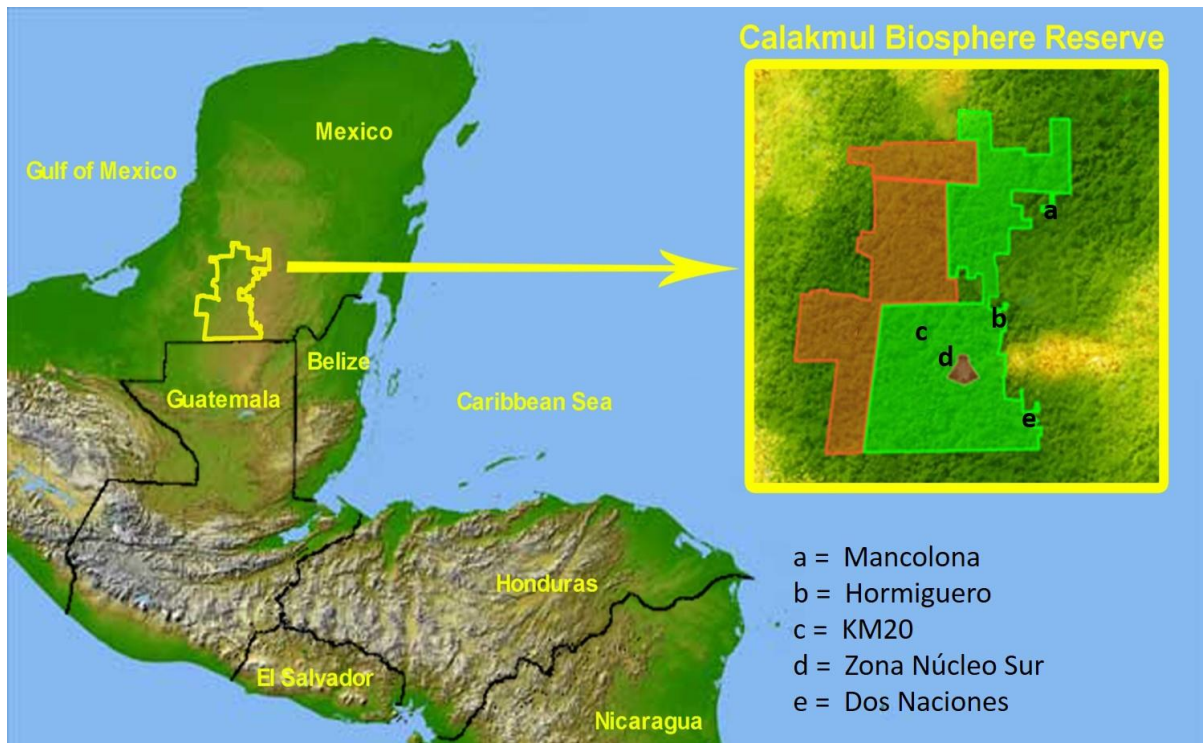 Calakmul Biosphere Reserve
Mexico
Gulf of Mexico
Belize
Guatemala
Caribbean Sea
Honduras
El Salvador
Nicaragua
a
b
c
d
e
a = Mancolona
b = Hormiguero
c = KM20
d = Zona Núcleo Sur
e = Dos Naciones